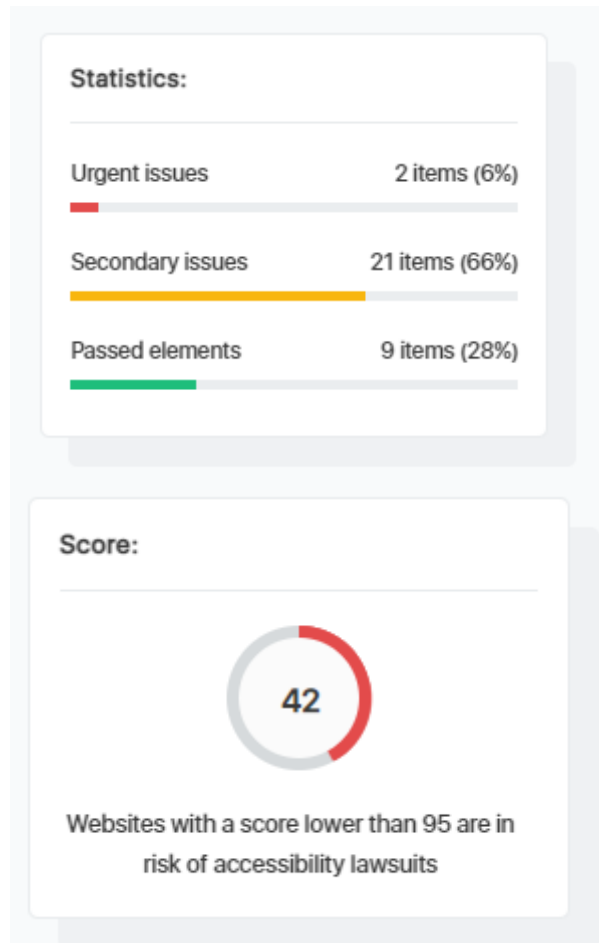 Statistics:
Urgent issues 2 items (6%)
Secondary issues 21 items (66%)
Passed elements 9 items (28%)
Score:
42
Websites with a score lower than 95 are in
risk of accessibility lawsuits